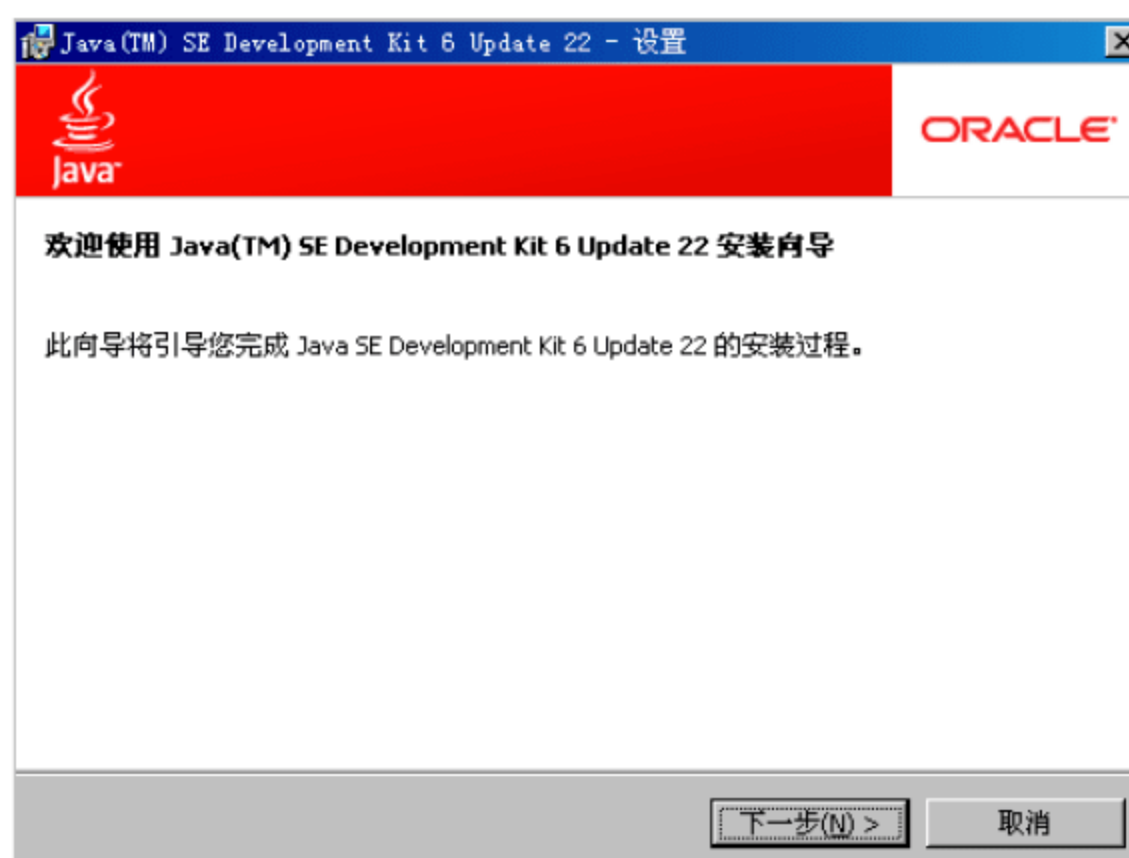 Java(TM) SE Development Kit 6 Update 22 - 设置
Java™
ORACLE®
欢迎使用 Java(TM) SE Development Kit 6 Update 22 安装向导
此向导将引导您完成 Java SE Development Kit 6 Update 22 的安装过程。
下一步(N) >
取消